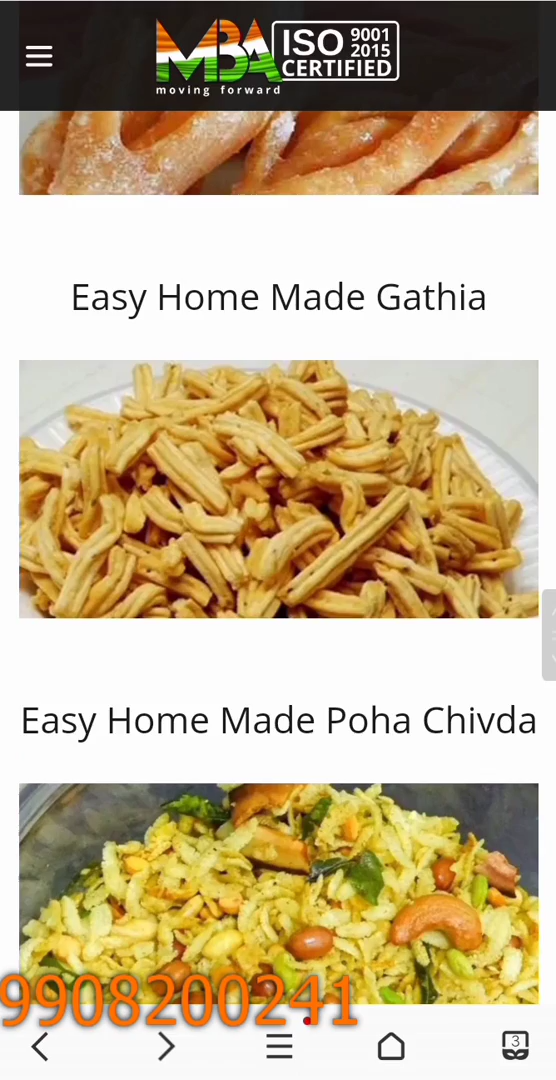 MBA
moving forward
ISO 9001
2015
CERTIFIED
Easy Home Made Gathia
Easy Home Made Poha Chivda
9908200241
3